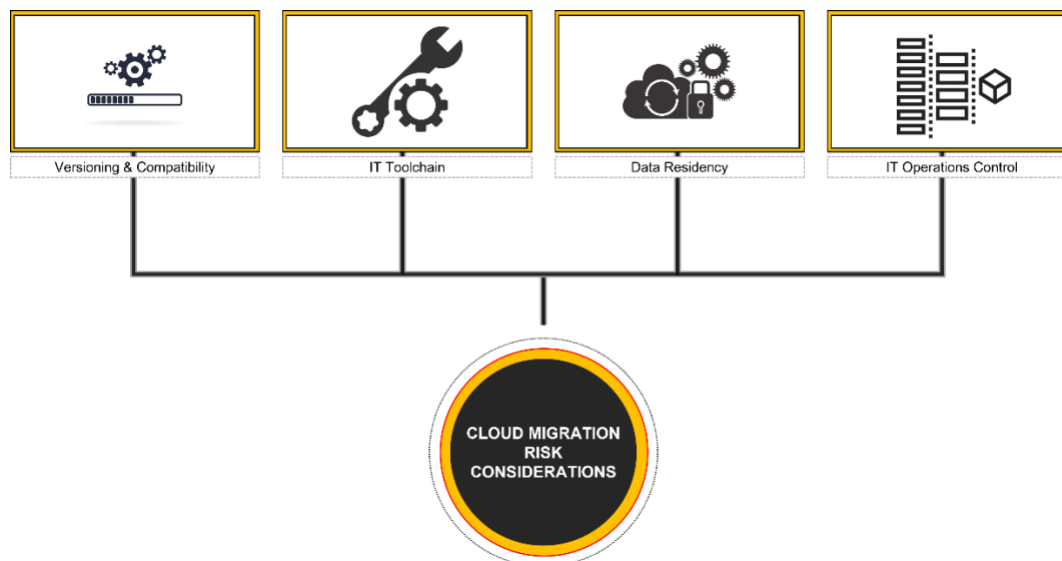 Versioning & Compatibility
IT Toolchain
Data Residency
IT Operations Control
CLOUD MIGRATION
RISK
CONSIDERATIONS